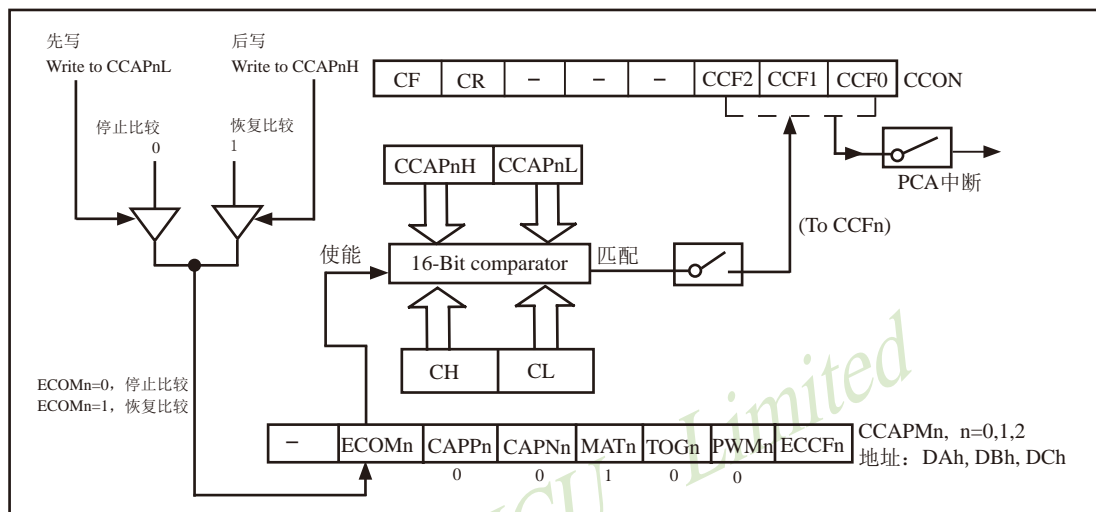 先写
Write to CCAPnL
后写
Write to CCAPnH
CF CR － － － CCF2 CCF1 CCF0 CCON
停止比较
0
恢复比较
1
CCAPnH CCAPnL
PCA中断
(To CCFn)
使能
16-Bit comparator
匹配
CH CL
ECOMn=0，停止比较
ECOMn=1，恢复比较
－ ECOMn CAPPn CAPNn MATn TOGn PWMn ECCFn
0 0 1 0 0
CCAPMn, n=0,1,2
地址：DAh, DBh, DCh
MCU Limited